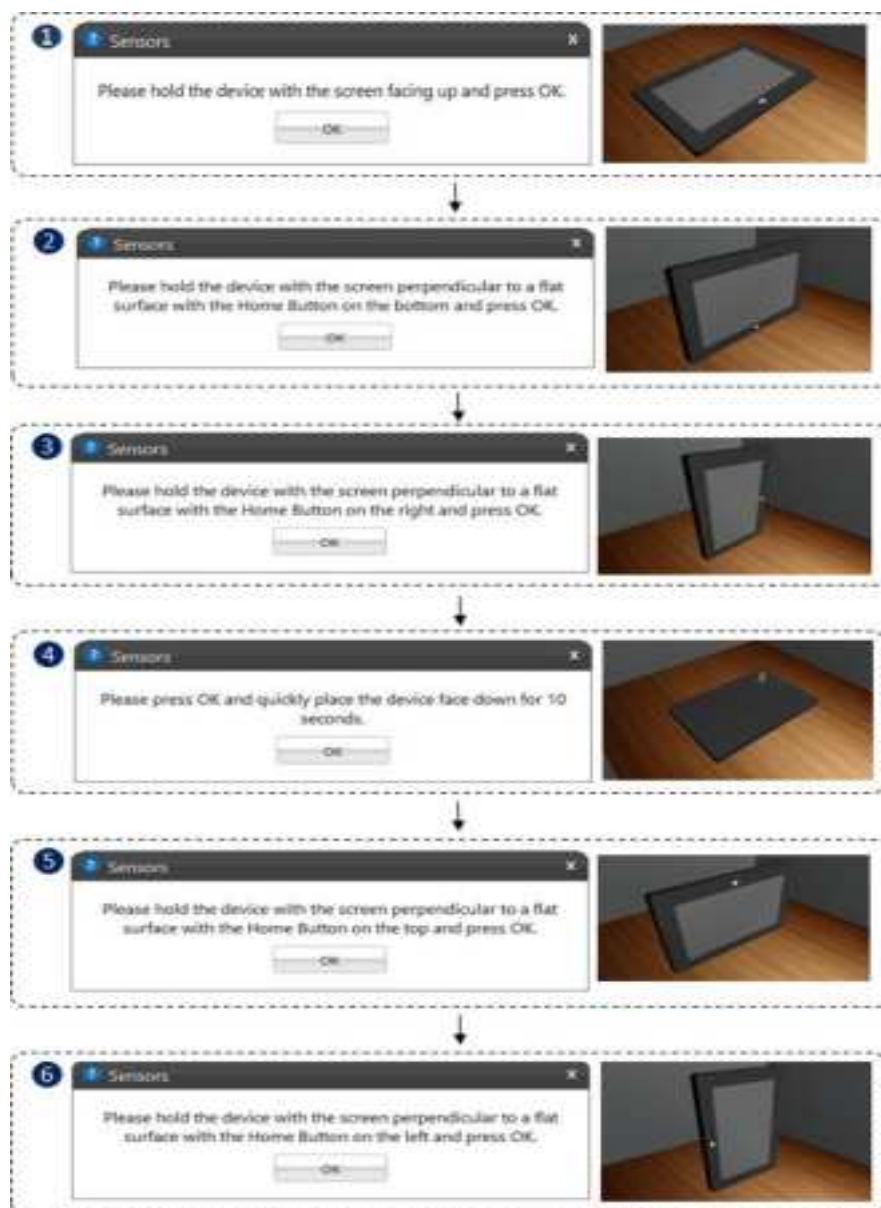 1
Sensors
x
Please hold the device with the screen facing up and press OK.
OK
2
Sensors
x
Please hold the device with the screen perpendicular to a flat
surface with the Home Button on the bottom and press OK.
OK
3
Sensors
x
Please hold the device with the screen perpendicular to a flat
surface with the Home Button on the right and press OK.
OK
4
Sensors
x
Please press OK and quickly place the device face down for 10
seconds.
OK
5
Sensors
x
Please hold the device with the screen perpendicular to a flat
surface with the Home Button on the top and press OK.
OK
6
Sensors
x
Please hold the device with the screen perpendicular to a flat
surface with the Home Button on the left and press OK.
OK